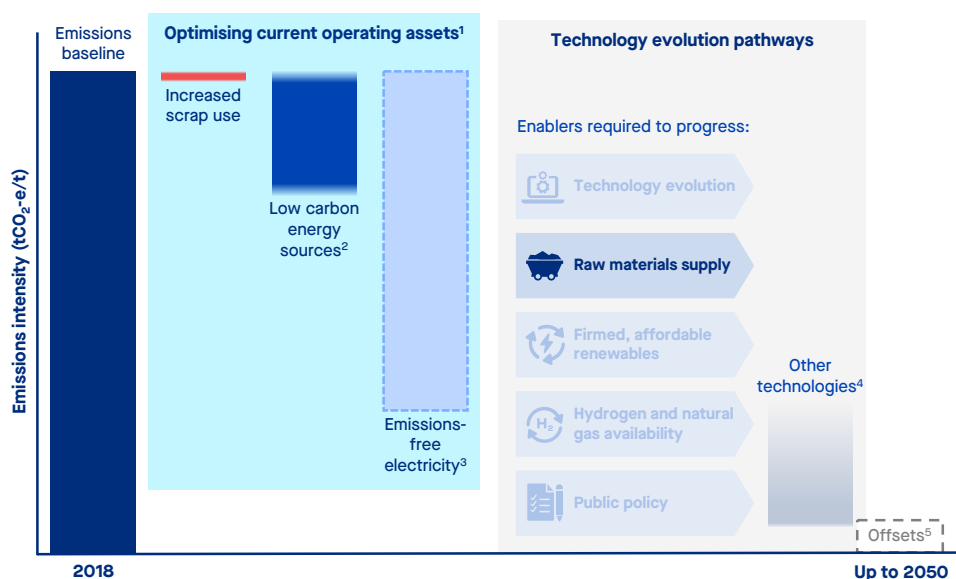 Emissions
baseline
Optimising current operating assets¹
Technology evolution pathways
Increased
scrap use
Low carbon
energy
sources²
Emissions-
free
electricity³
Enablers required to progress:
Technology evolution
Raw materials supply
Firmed, affordable
renewables
H₂
Hydrogen and natural
gas availability
Public policy
Other
technologies⁴
Offsets⁵
Emissions intensity (tCO₂-e/t)
2018
Up to 2050